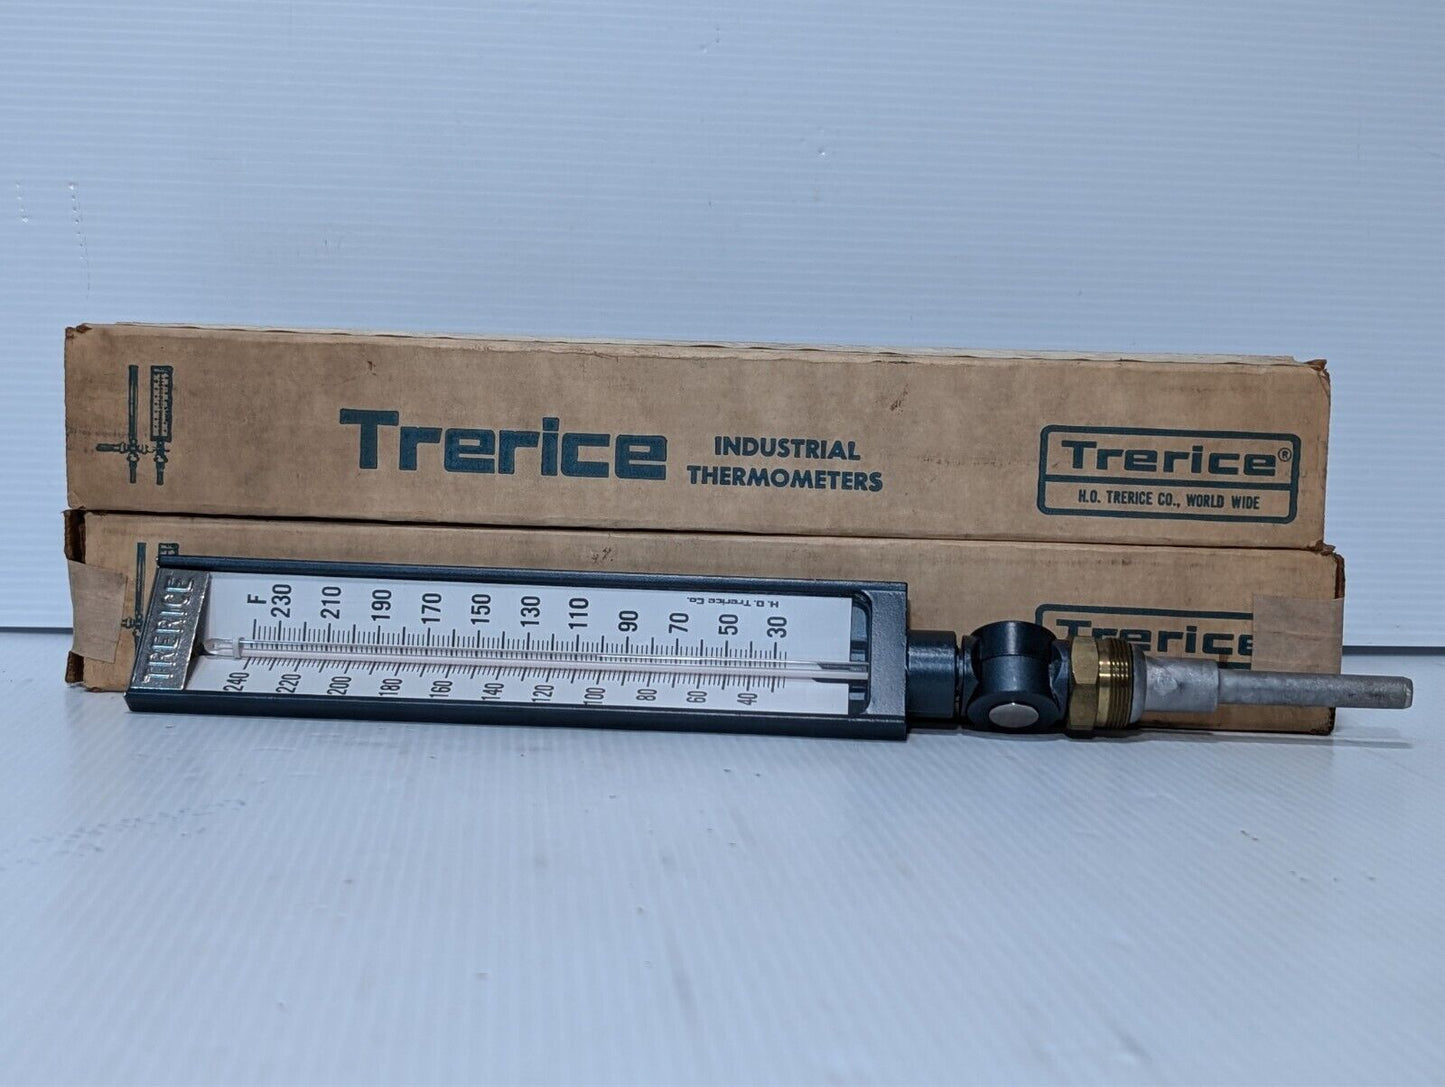 Trerice
INDUSTRIAL
THERMOMETERS
Trerice®
H.O. TRERICE CO., WORLD WIDE
Trerice
TRERICE
F 230 210 190 170 150 130 110 90 70 50 30
H. O. Trerice Co.
240 220 200 180 160 140 120 100 80 60 40